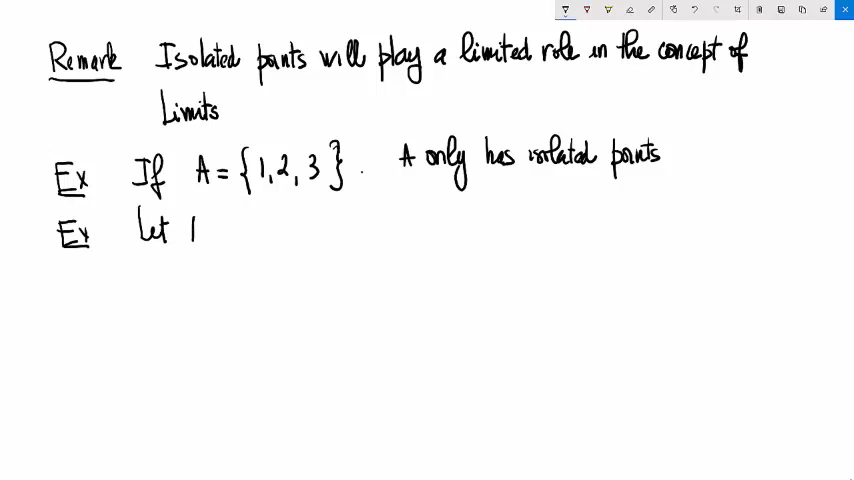 Remark Isolated points will play a limited role in the concept of
Limits
Ex If A = {1, 2, 3}. A only has isolated points
Ex Let